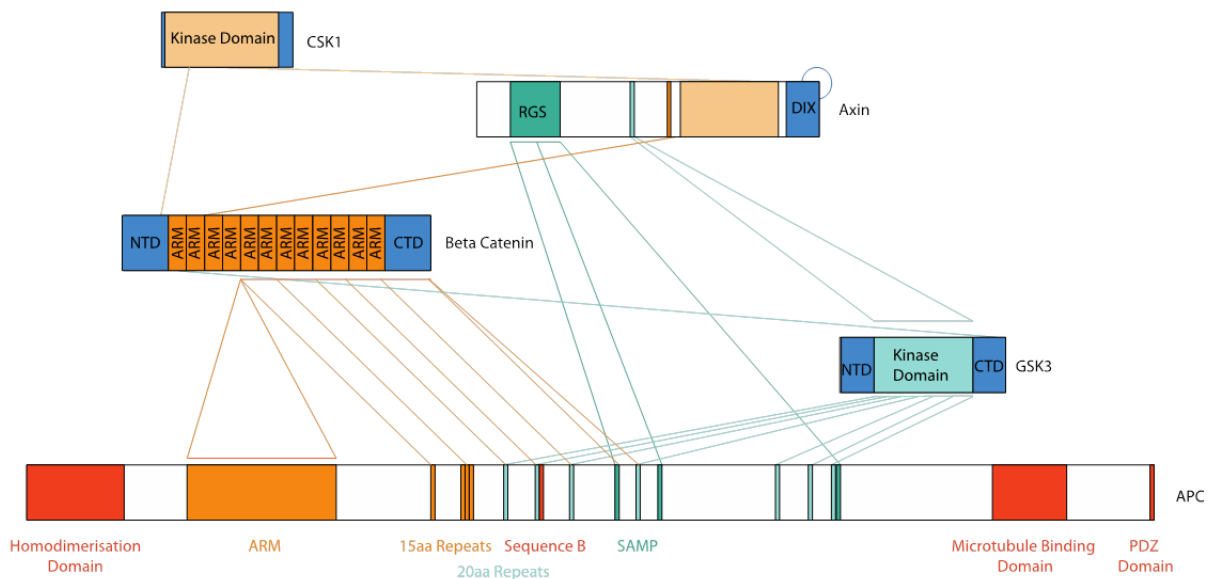 Kinase Domain
CSK1
RGS
DIX
Axin
NTD
ARM
ARM
ARM
ARM
ARM
ARM
ARM
ARM
ARM
ARM
ARM
ARM
CTD
Beta Catenin
NTD
Kinase
Domain
CTD
GSK3
APC
Homodimerisation
Domain
ARM
15aa Repeats
20aa Repeats
Sequence B
SAMP
Microtubule Binding
Domain
PDZ
Domain